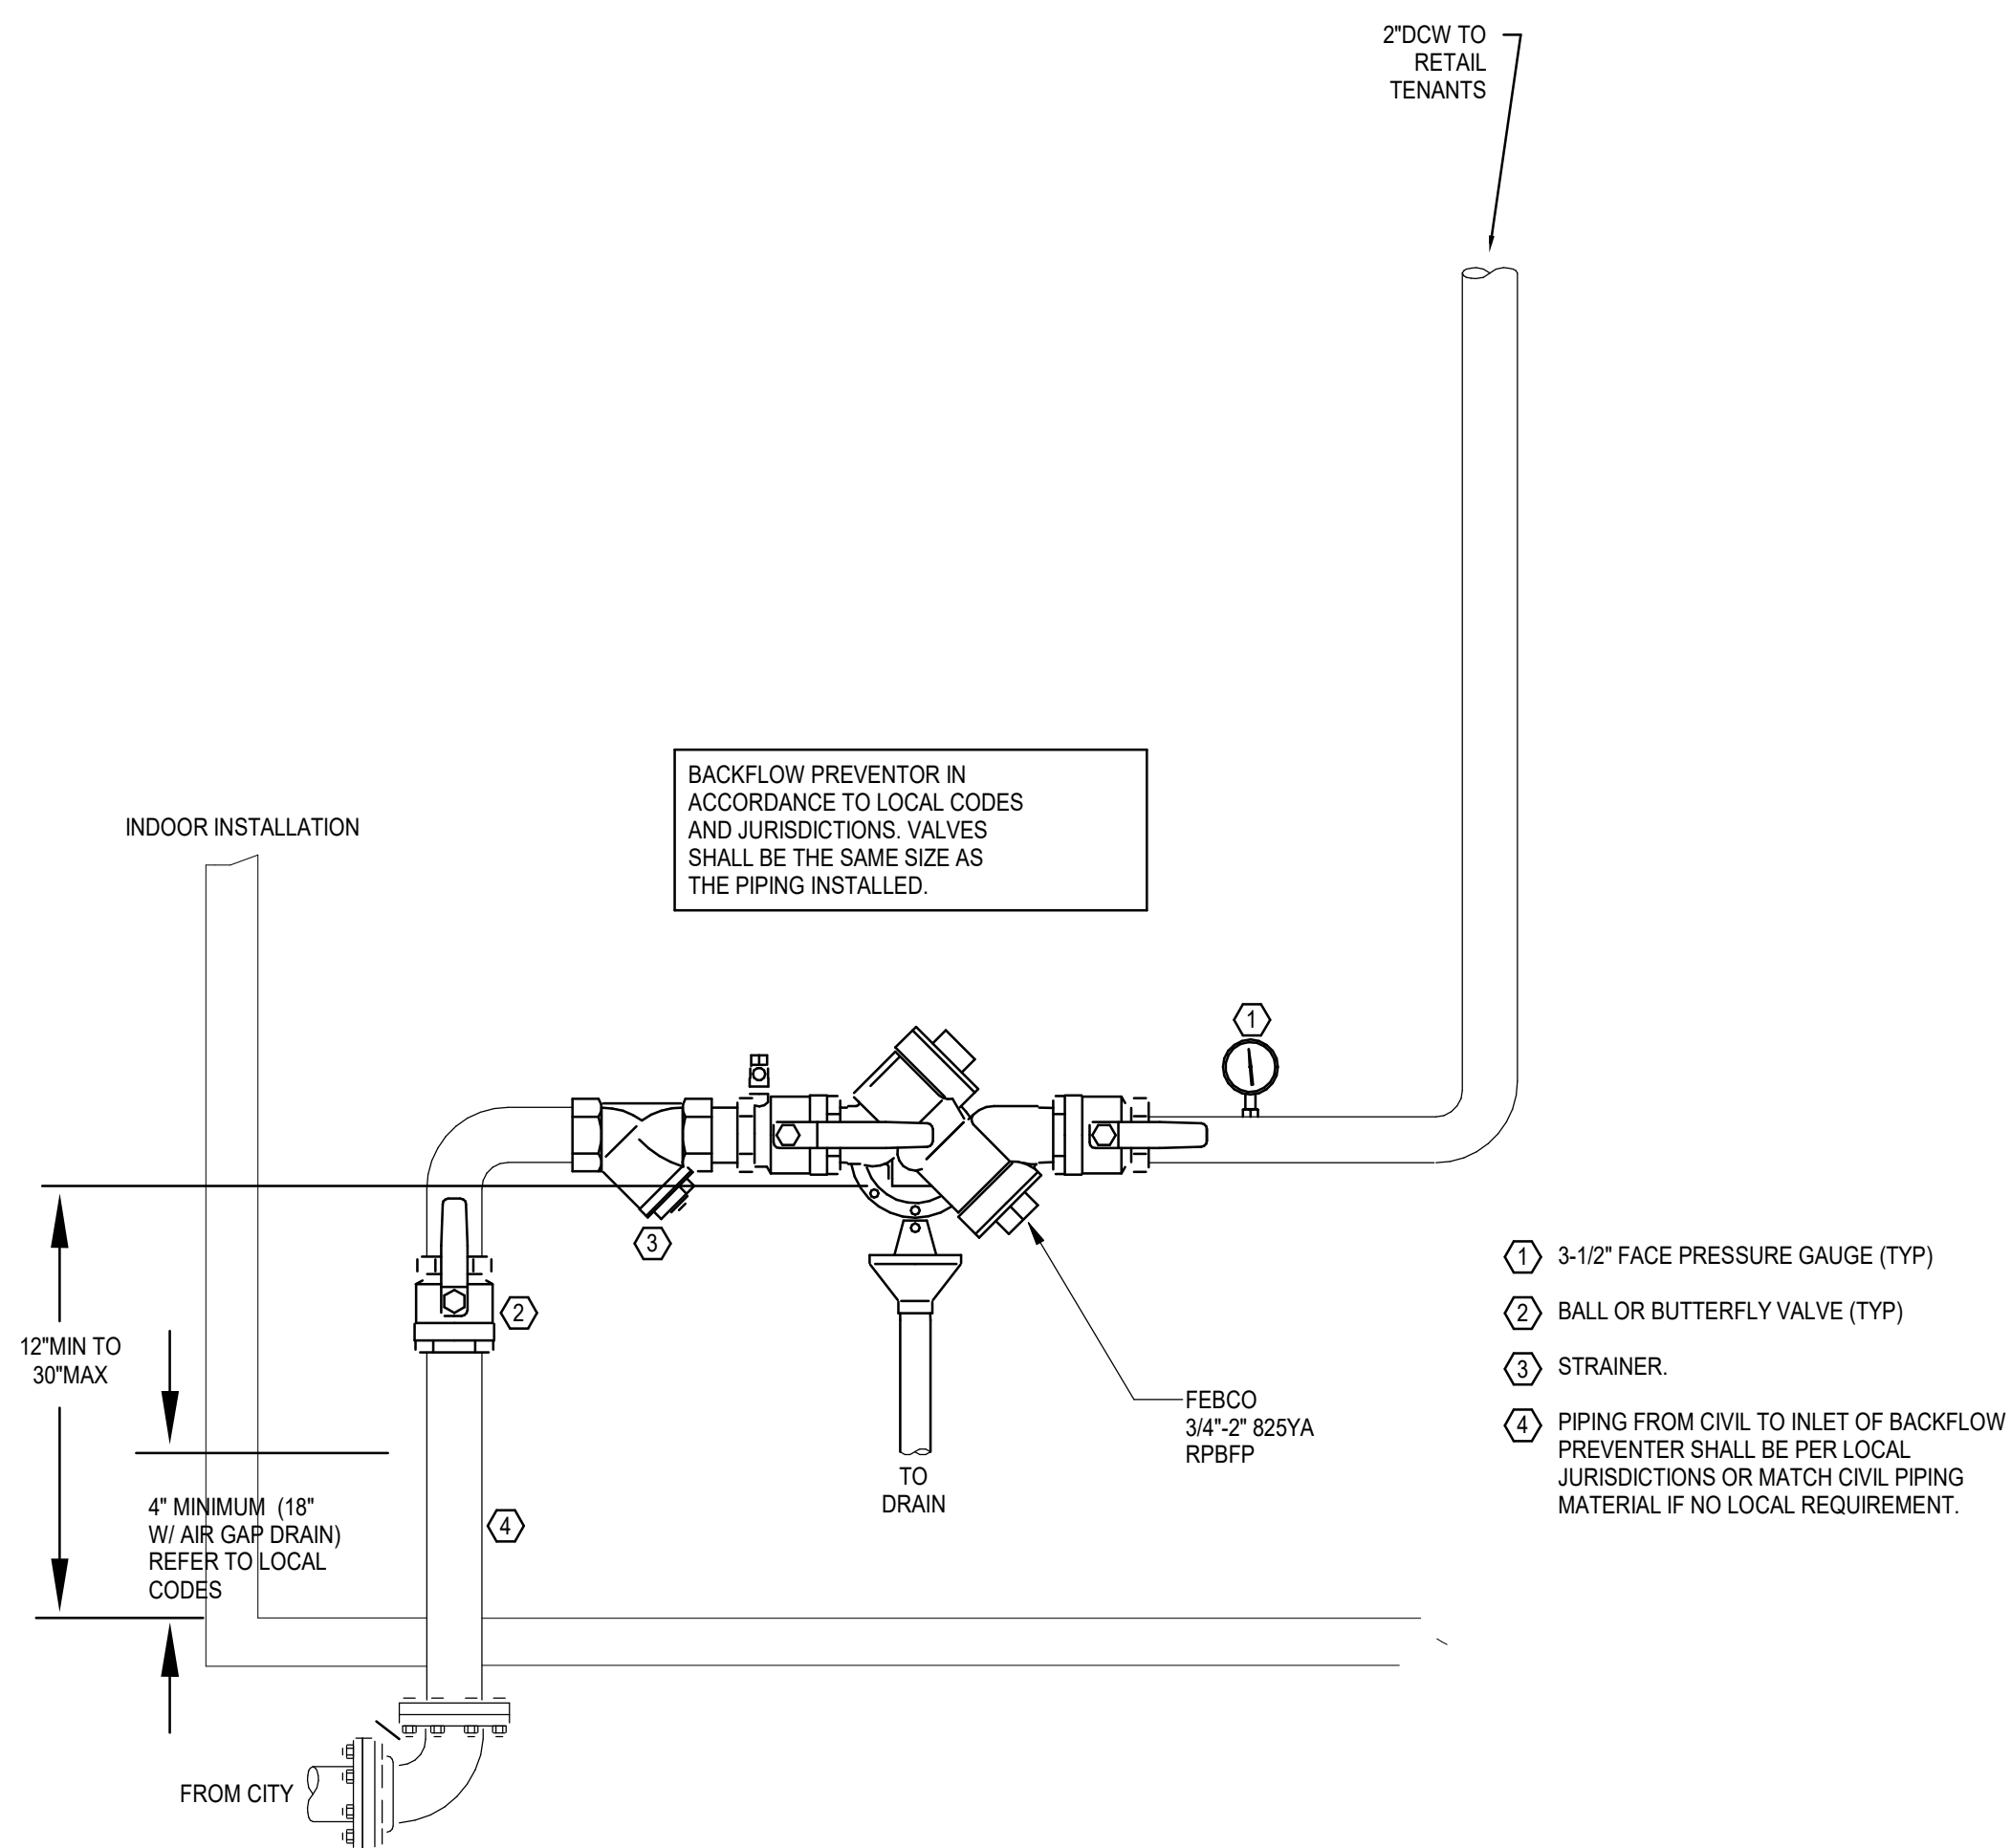 2"DCW TO
RETAIL
TENANTS
BACKFLOW PREVENTOR IN
ACCORDANCE TO LOCAL CODES
AND JURISDICTIONS. VALVES
SHALL BE THE SAME SIZE AS
THE PIPING INSTALLED.
INDOOR INSTALLATION
1
3
2
12"MIN TO
30"MAX
4" MINIMUM (18"
W/ AIR GAP DRAIN)
REFER TO LOCAL
CODES
4
TO
DRAIN
FEBCO
3/4"-2" 825YA
RPBFP
1 3-1/2" FACE PRESSURE GAUGE (TYP)
2 BALL OR BUTTERFLY VALVE (TYP)
3 STRAINER.
4 PIPING FROM CIVIL TO INLET OF BACKFLOW
PREVENTER SHALL BE PER LOCAL
JURISDICTIONS OR MATCH CIVIL PIPING
MATERIAL IF NO LOCAL REQUIREMENT.
FROM CITY